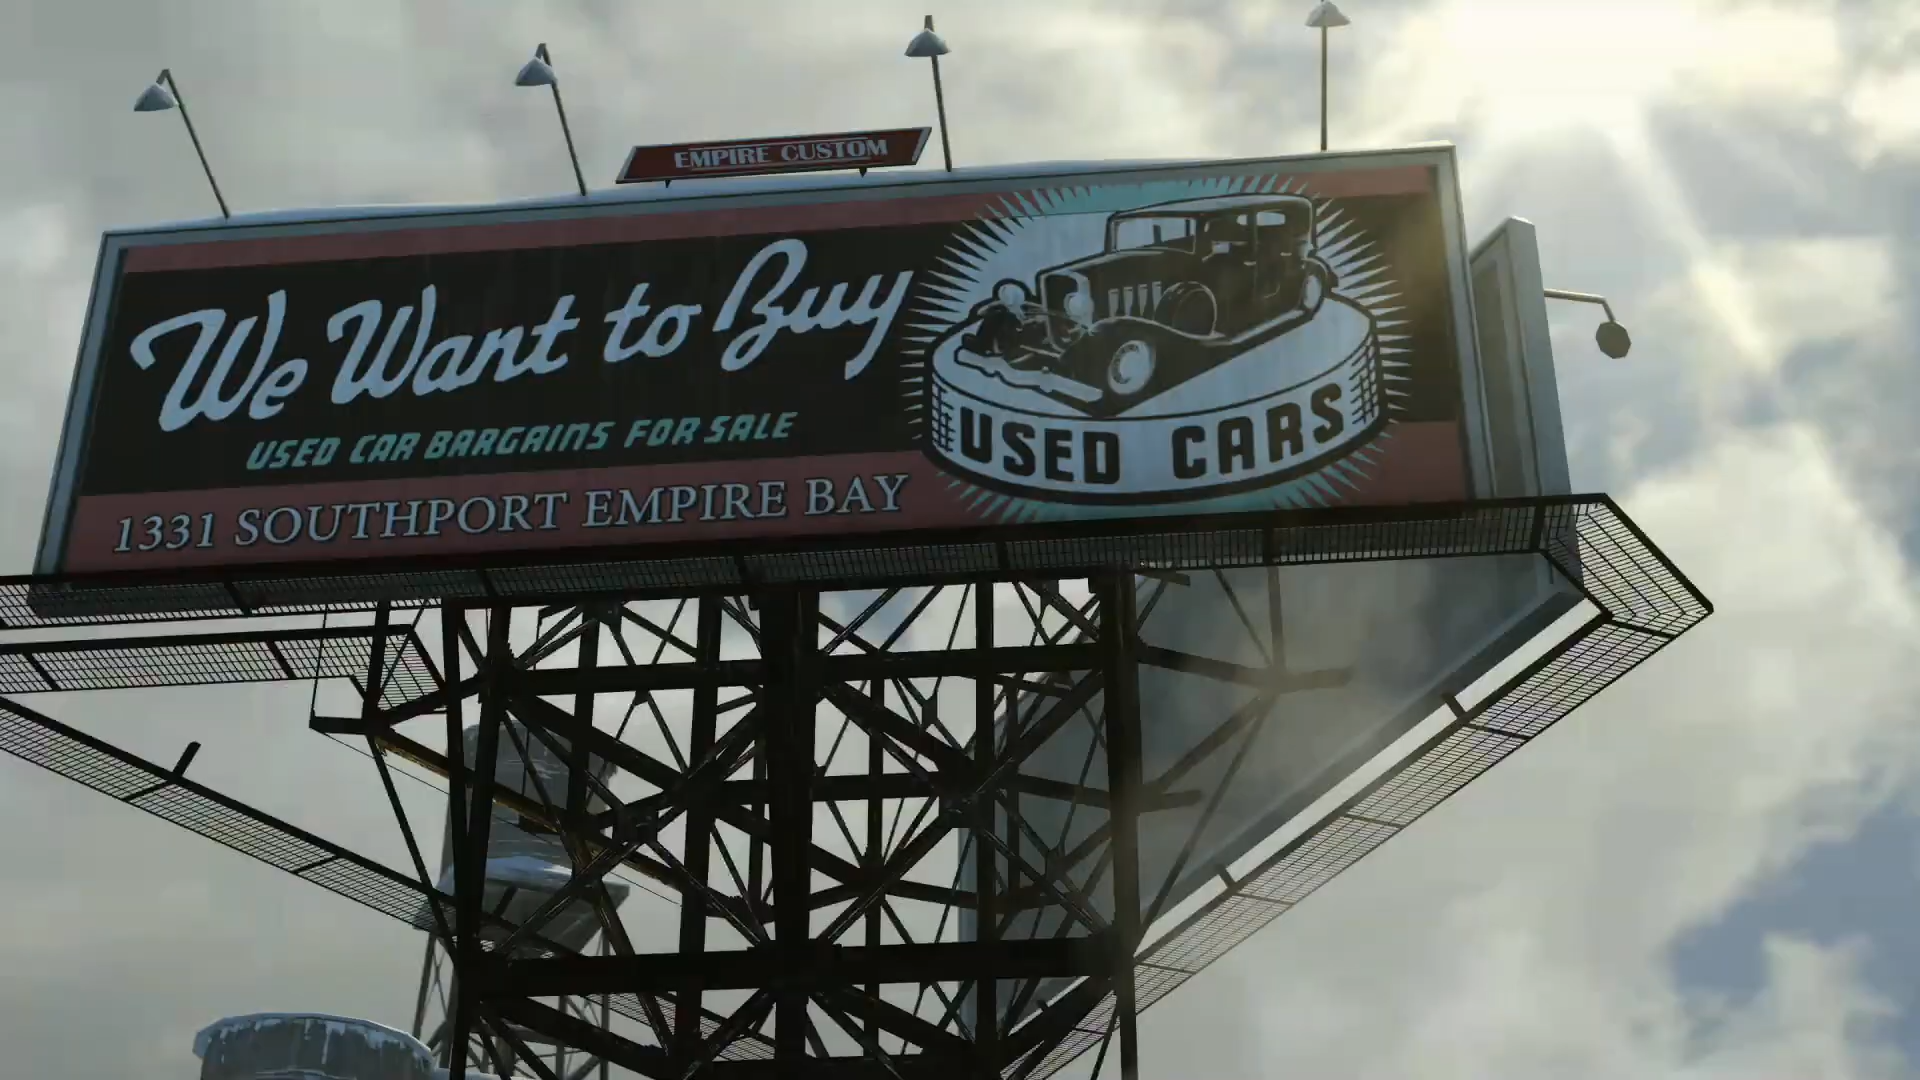 EMPIRE CUSTOM
We Want to Buy
USED CAR BARGAINS FOR SALE
1331 SOUTHPORT EMPIRE BAY
USED CARS